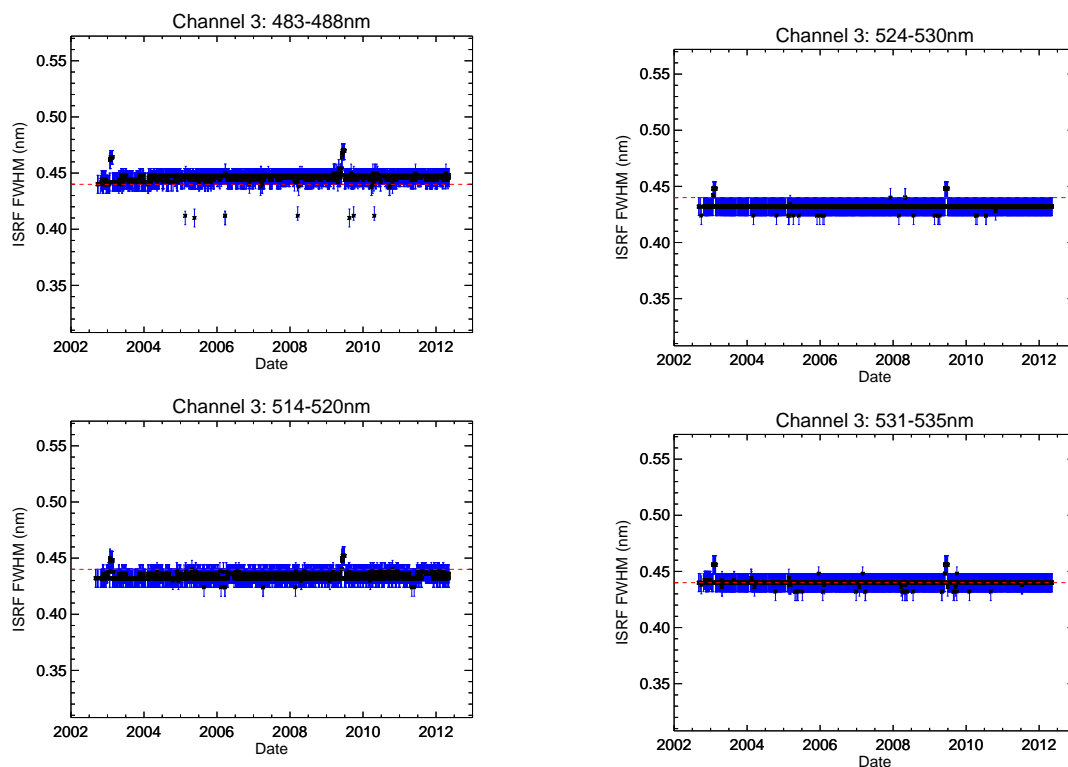 Channel 3: 483-488nm
0.55
0.50
0.45
0.40
0.35
ISRF FWHM (nm)
2002 2004 2006 2008 2010 2012
Date
Channel 3: 524-530nm
0.55
0.50
0.45
0.40
0.35
ISRF FWHM (nm)
2002 2004 2006 2008 2010 2012
Date
Channel 3: 514-520nm
0.55
0.50
0.45
0.40
0.35
ISRF FWHM (nm)
2002 2004 2006 2008 2010 2012
Date
Channel 3: 531-535nm
0.55
0.50
0.45
0.40
0.35
ISRF FWHM (nm)
2002 2004 2006 2008 2010 2012
Date